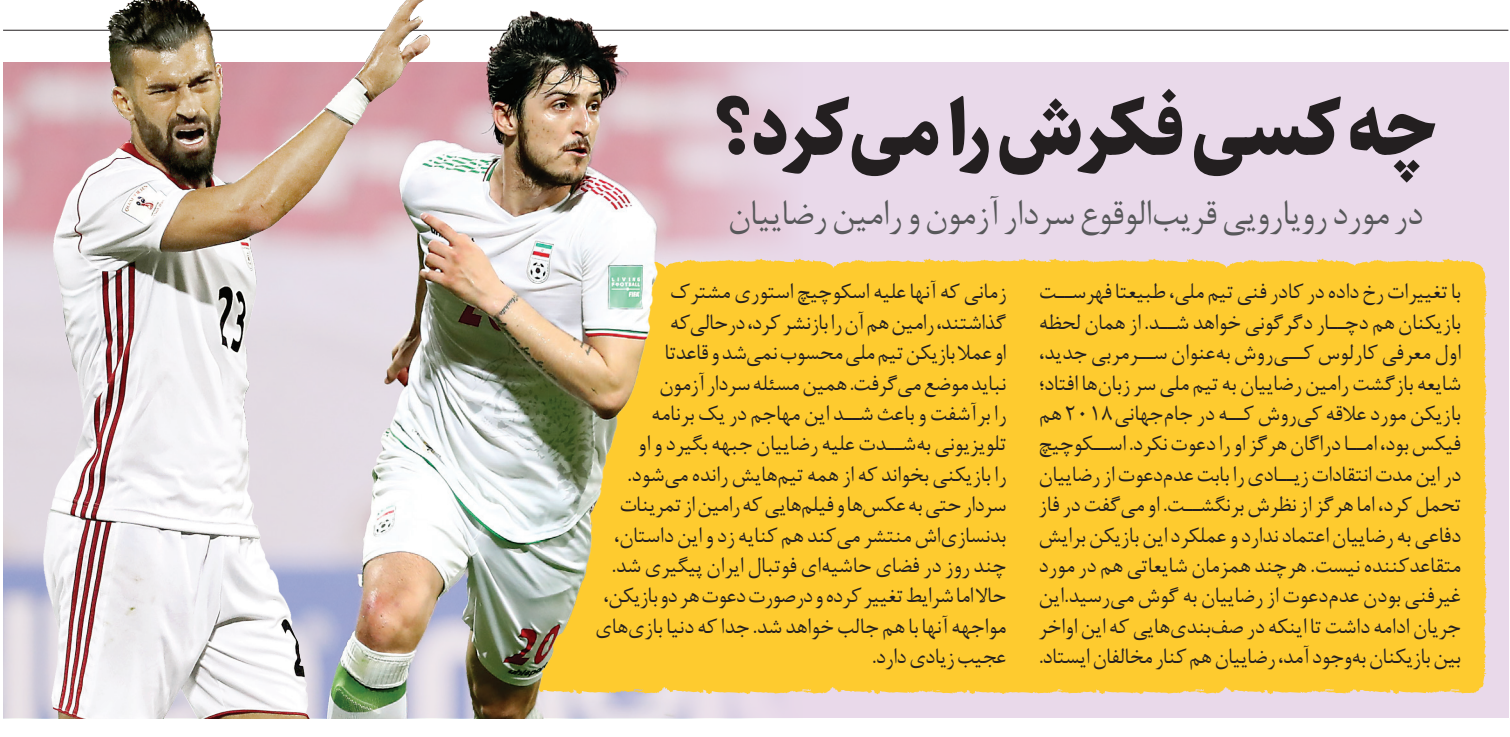 چه کسی فکرش را می‌کرد؟
در مورد رویارویی قریب‌الوقوع سردار آزمون و رامین رضاییان
با تغییرات رخ داده در کادر فنی تیم ملی، طبیعتا فهرست
بازیکنان هم دچار دگرگونی خواهد شد. از همان لحظه
اول معرفی کارلوس کی‌روش به‌عنوان سرمربی جدید،
شایعه بازگشت رامین رضاییان به تیم ملی سر زبان‌ها افتاد؛
بازیکن مورد علاقه کی‌روش که در جام‌جهانی ۲۰۱۸ هم
فیکس بود، اما دراگان هرگز او را دعوت نکرد. اسکوچیچ
در این مدت انتقادات زیادی را بابت عدم‌دعوت از رضاییان
تحمل کرد، اما هرگز از نظرش برنگشت. او می‌گفت در فاز
دفاعی به رضاییان اعتماد ندارد و عملکرد این بازیکن برایش
متقاعدکننده نیست. هرچند همزمان شایعاتی هم در مورد
غیرفنی بودن عدم‌دعوت از رضاییان به گوش می‌رسید. این
جریان ادامه داشت تا اینکه در صف‌بندی‌هایی که این اواخر
بین بازیکنان به‌وجود آمد، رضاییان هم کنار مخالفان ایستاد.
زمانی که آنها علیه اسکوچیچ استوری مشترک
گذاشتند، رامین هم آن را بازنشر کرد، درحالی‌که
او عملا بازیکن تیم ملی محسوب نمی‌شد و قاعدتا
نباید موضع می‌گرفت. همین مسئله سردار آزمون
را برآشفت و باعث شد این مهاجم در یک برنامه
تلویزیونی به‌شدت علیه رضاییان جبهه بگیرد و او
را بازیکنی بخواند که از همه تیم‌هایش رانده می‌شود.
سردار حتی به عکس‌ها و فیلم‌هایی که رامین از تمرینات
بدنسازی‌اش منتشر می‌کند هم کنایه زد و این داستان،
چند روز در فضای حاشیه‌ای فوتبال ایران پیگیری شد.
حالا اما شرایط تغییر کرده و درصورت دعوت هر دو بازیکن،
مواجهه آنها با هم جالب خواهد شد. جدا که دنیا بازی‌های
عجیب زیادی دارد.
23
LIVING
FOOTBALL
FIFA
20
2